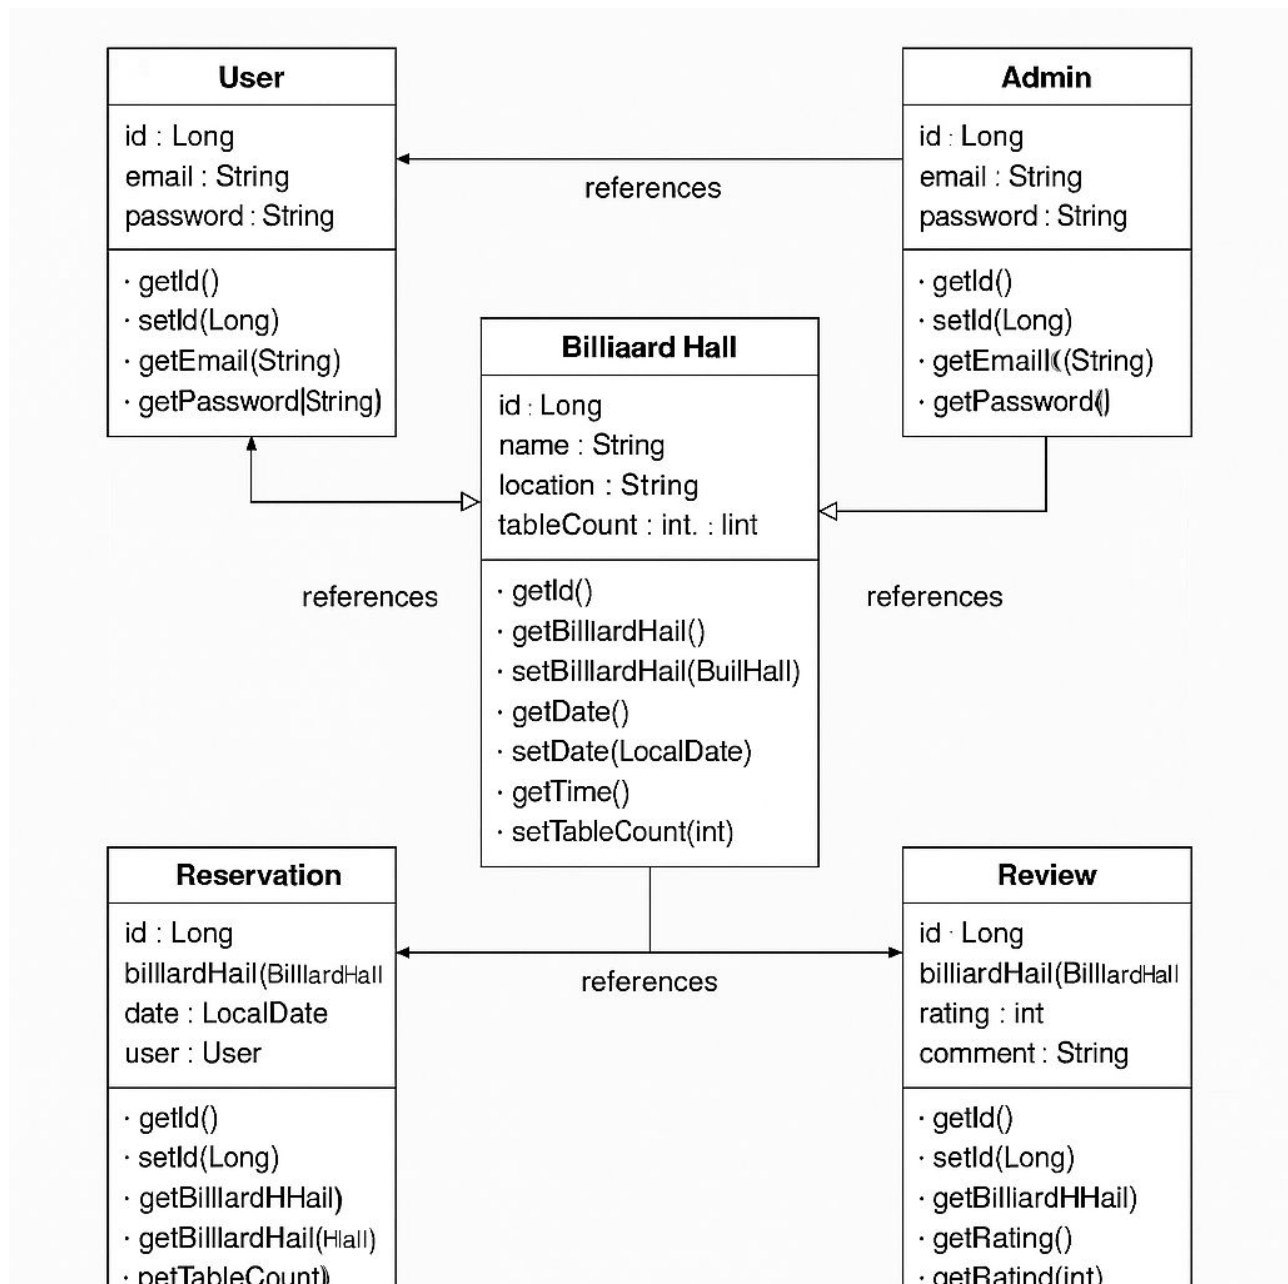 User
id : Long
email : String
password : String
· getId()
· setId(Long)
· getEmail(String)
· getPassword|String)
references
Admin
id : Long
email : String
password : String
· getId()
· setId(Long)
· getEmaill((String)
· getPassword()
Billiaard Hall
id : Long
name : String
location : String
tableCount : int. : lint
· getId()
· getBilllardHail()
· setBilllardHail(BuilHall)
· getDate()
· setDate(LocalDate)
· getTime()
· setTableCount(int)
references
references
references
Reservation
id : Long
billlardHail(BilllardHall
date : LocalDate
user : User
· getId()
· setId(Long)
· getBilllardHHail)
· getBilllardHail(Hlall)
· petTableCount)
Review
id · Long
billiardHail(BilllardHall
rating : int
comment : String
· getId()
· setId(Long)
· getBilliardHHail)
· getRating()
· getRatind(int)